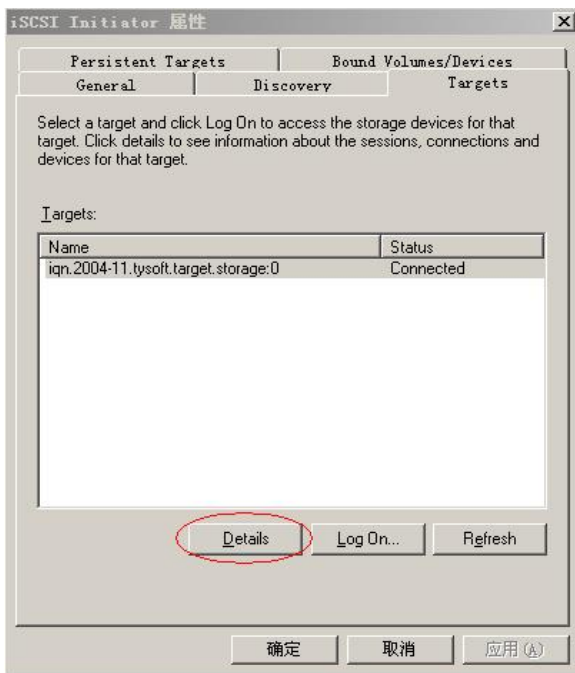 iSCSI Initiator 属性
Persistent Targets
Bound Volumes/Devices
General
Discovery
Targets
Select a target and click Log On to access the storage devices for that
target. Click details to see information about the sessions, connections and
devices for that target.
Targets:
Name
Status
iqn.2004-11.tysoft.target.storage:0
Connected
Details
Log On...
Refresh
确定
取消
应用(A)